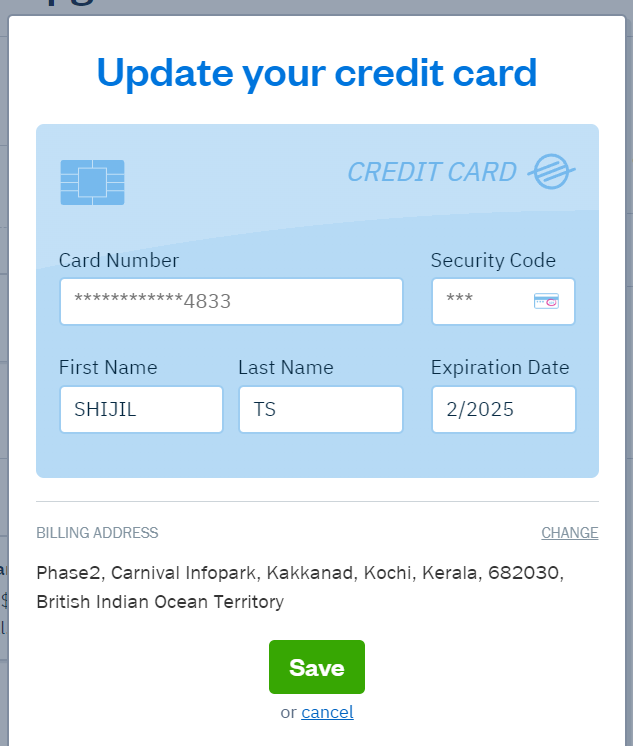 Update your credit card
CREDIT CARD
Card Number
Security Code
************4833
***
First Name
Last Name
Expiration Date
SHIJIL
TS
2/2025
BILLING ADDRESS
CHANGE
Phase2, Carnival Infopark, Kakkanad, Kochi, Kerala, 682030,
British Indian Ocean Territory
Save
or cancel